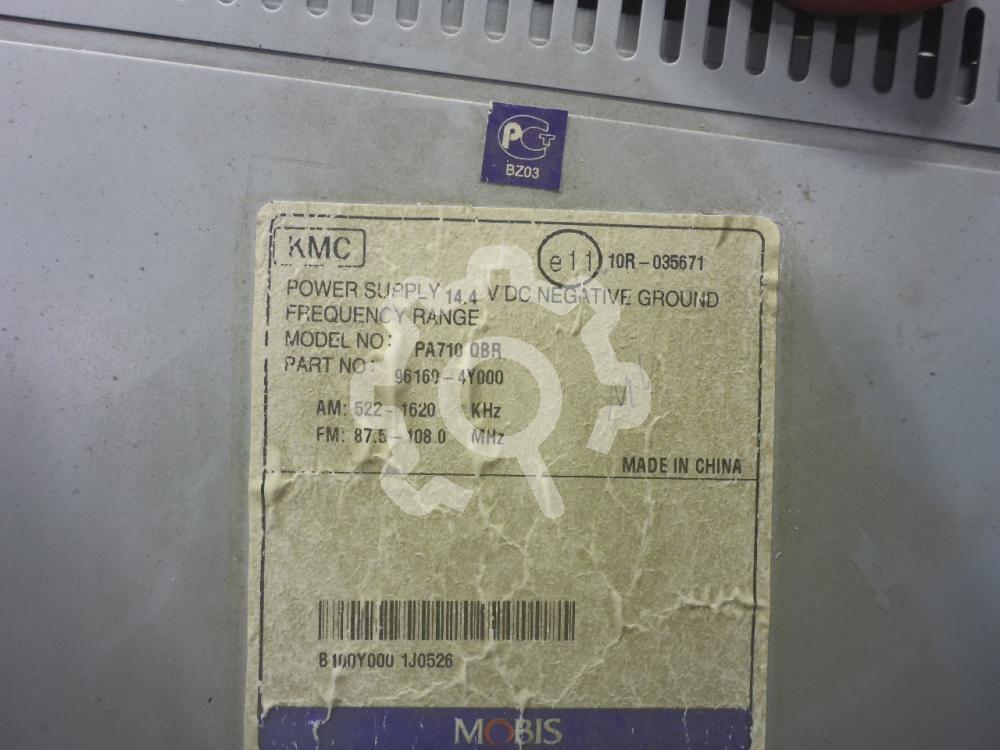 PCT
BZ03
KMC
e11 10R-035671
POWER SUPPLY 14.4 V DC NEGATIVE GROUND
FREQUENCY RANGE
MODEL NO: PA710 QBR
PART NO: 96160-4Y000
AM: 522-1620 KHz
FM: 87.5-108.0 MHz
MADE IN CHINA
B100Y000 1J0526
MOBIS